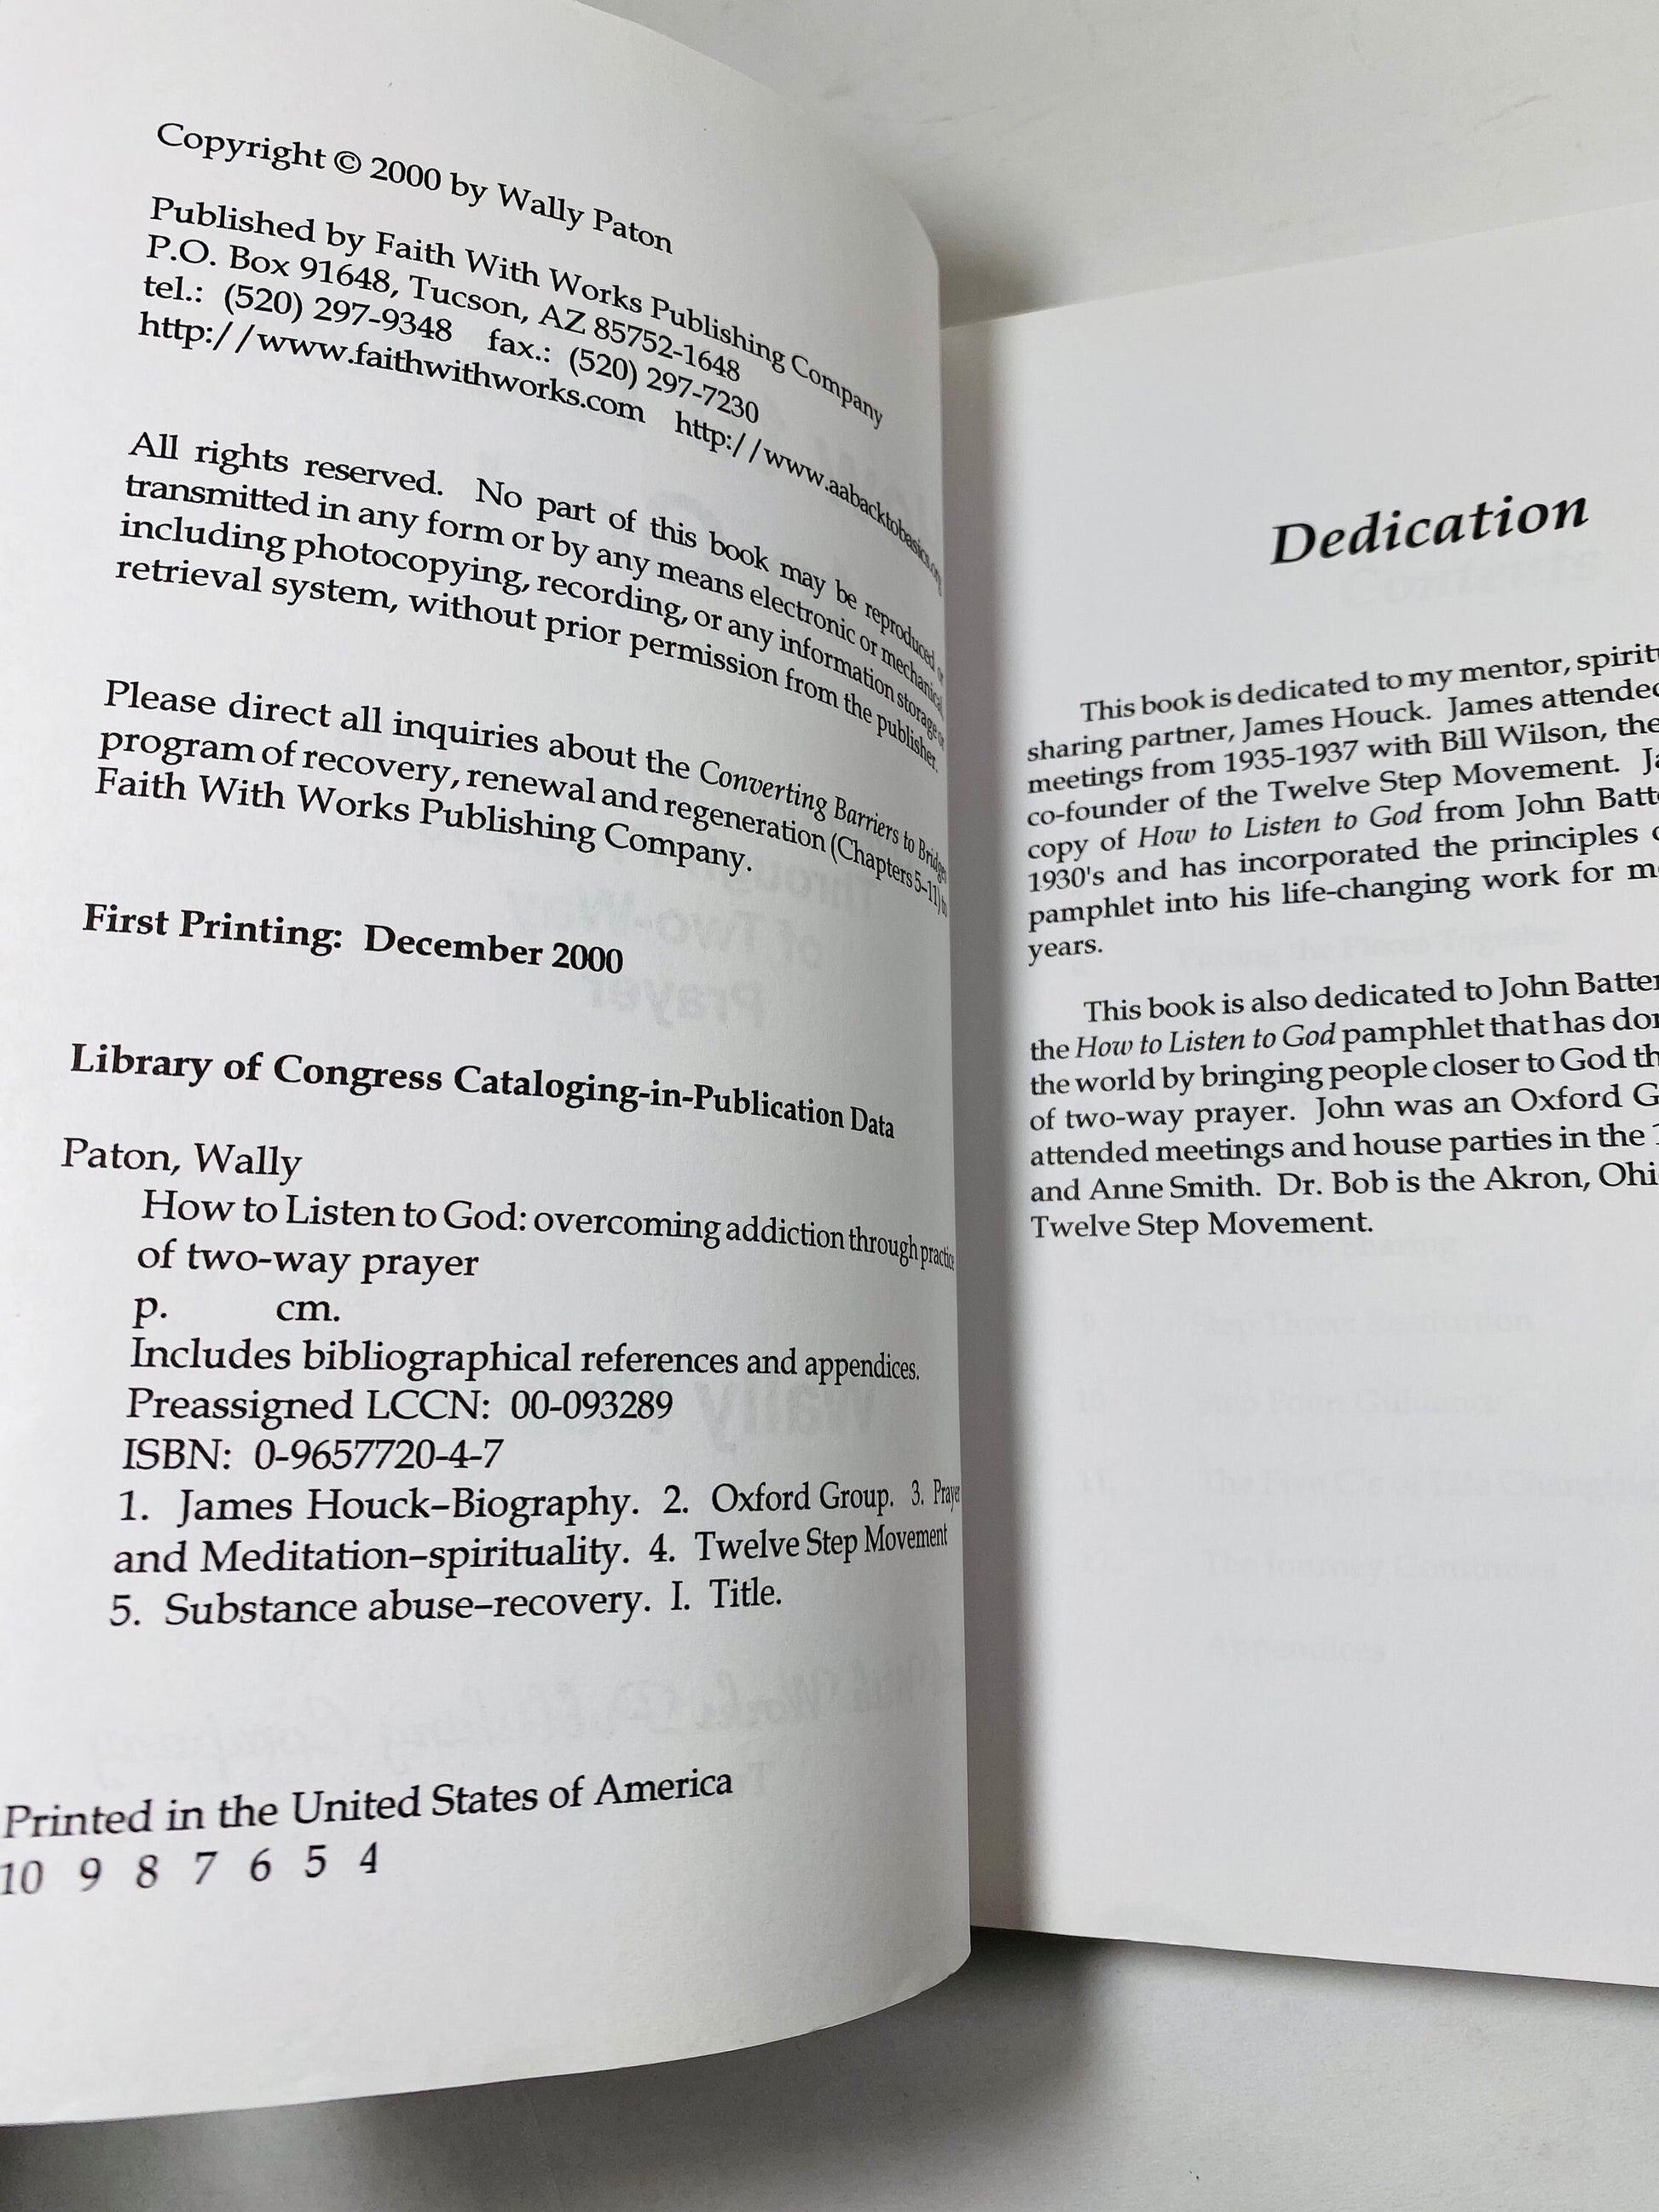 Copyright © 2000 by Wally Paton
Published by Faith With Works Publishing Company
P.O. Box 91648, Tucson, AZ 85752-1648
tel.: (520) 297-9348 fax.: (520) 297-7230
http://www.faithwithworks.com http://www.aabacktobasics.org
All rights reserved. No part of this book may be reproduced or
transmitted in any form or by any means electronic or mechanical,
including photocopying, recording, or any information storage or
retrieval system, without prior permission from the publisher.
Please direct all inquiries about the Converting Barriers to Bridges
program of recovery, renewal and regeneration (Chapters 5-11) to
Faith With Works Publishing Company.
First Printing: December 2000
Library of Congress Cataloging-in-Publication Data
Paton, Wally
How to Listen to God: overcoming addiction through practice
of two-way prayer
p. cm.
Includes bibliographical references and appendices.
Preassigned LCCN: 00-093289
ISBN: 0-9657720-4-7
1. James Houck–Biography. 2. Oxford Group. 3. Prayer
and Meditation–spirituality. 4. Twelve Step Movement
5. Substance abuse–recovery. I. Title.
Printed in the United States of America
10 9 8 7 6 5 4
Dedication
This book is dedicated to my mentor,
sharing partner, James Houck. James attended
meetings from 1935-1937 with Bill Wilson, the
co-founder of the Twelve Step Movement.
copy of How to Listen to God from John
1930's and has incorporated the principles
pamphlet into his life-changing work for
years.
This book is also dedicated to John
the How to Listen to God pamphlet that has
the world by bringing people closer to God
of two-way prayer. John was an Oxford
attended meetings and house parties in the
and Anne Smith. Dr. Bob is the Akron,
Twelve Step Movement.